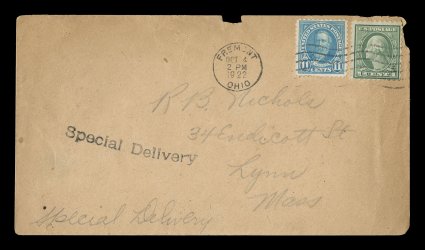 FREMONT
OCT 4
2 PM
1922
OHIO
UNITED STATES POSTAGE
11 CENTS 11
U.S. POSTAGE
1 CENT 1
R B. Nichols
34 Endicott St
Lynn
Mass
Special Delivery
Special Delivery